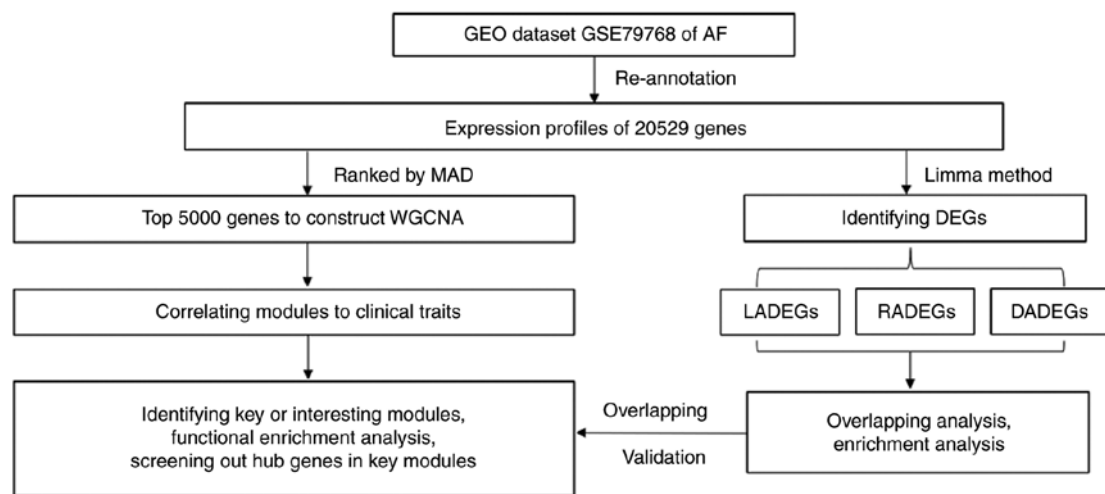 GEO dataset GSE79768 of AF
Re-annotation
Expression profiles of 20529 genes
Ranked by MAD
Limma method
Top 5000 genes to construct WGCNA
Identifying DEGs
Correlating modules to clinical traits
LADEGs
RADEGs
DADEGs
Identifying key or interesting modules,
functional enrichment analysis,
screening out hub genes in key modules
Overlapping
Validation
Overlapping analysis,
enrichment analysis